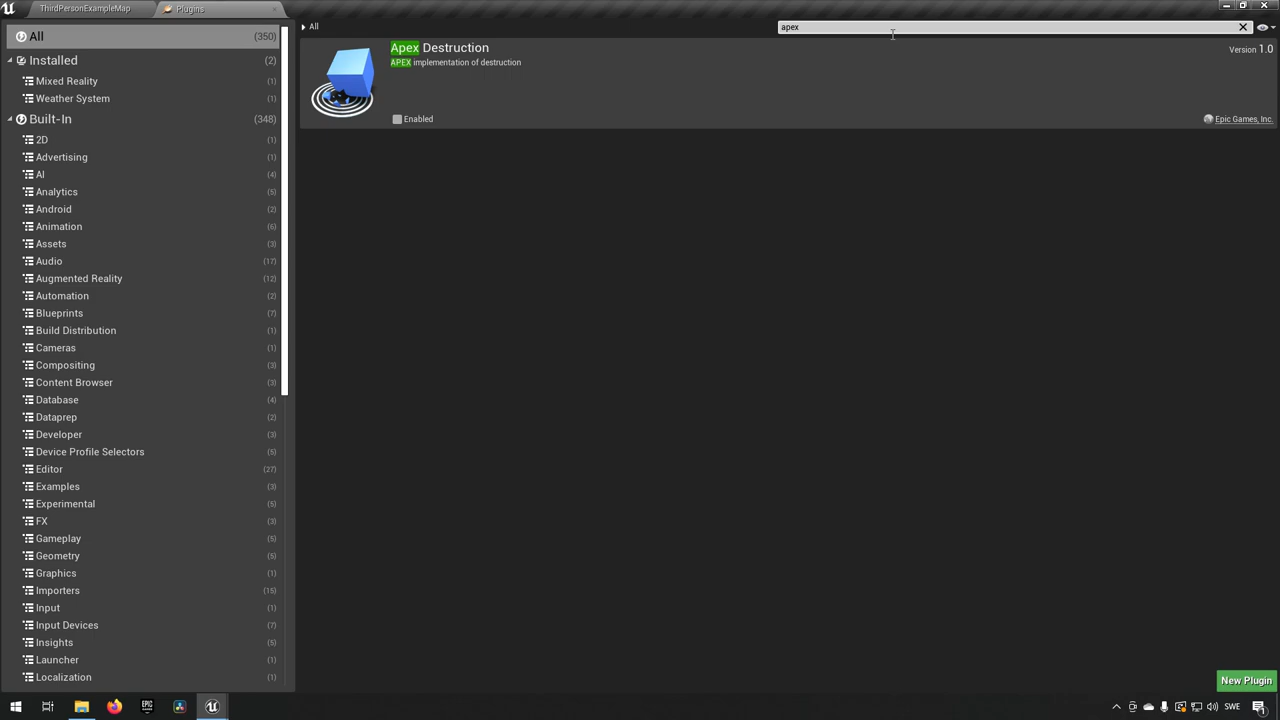 ThirdPersonExampleMap
Plugins
All
apex
All (350)
Installed (2)
Mixed Reality (1)
Weather System (1)
Built-In (348)
2D (1)
Advertising (1)
AI (4)
Analytics (5)
Android (2)
Animation (6)
Assets (3)
Audio (17)
Augmented Reality (12)
Automation (2)
Blueprints (7)
Build Distribution (1)
Cameras (1)
Compositing (3)
Content Browser (3)
Database (4)
Dataprep (2)
Developer (3)
Device Profile Selectors (5)
Editor (27)
Examples (3)
Experimental (5)
FX (3)
Gameplay (5)
Geometry (5)
Graphics (1)
Importers (15)
Input (1)
Input Devices (7)
Insights (5)
Launcher (1)
Localization (1)
Apex Destruction
Version 1.0
APEX implementation of destruction
Enabled
Epic Games, Inc.
New Plugin
EPIC GAMES
SWE
1